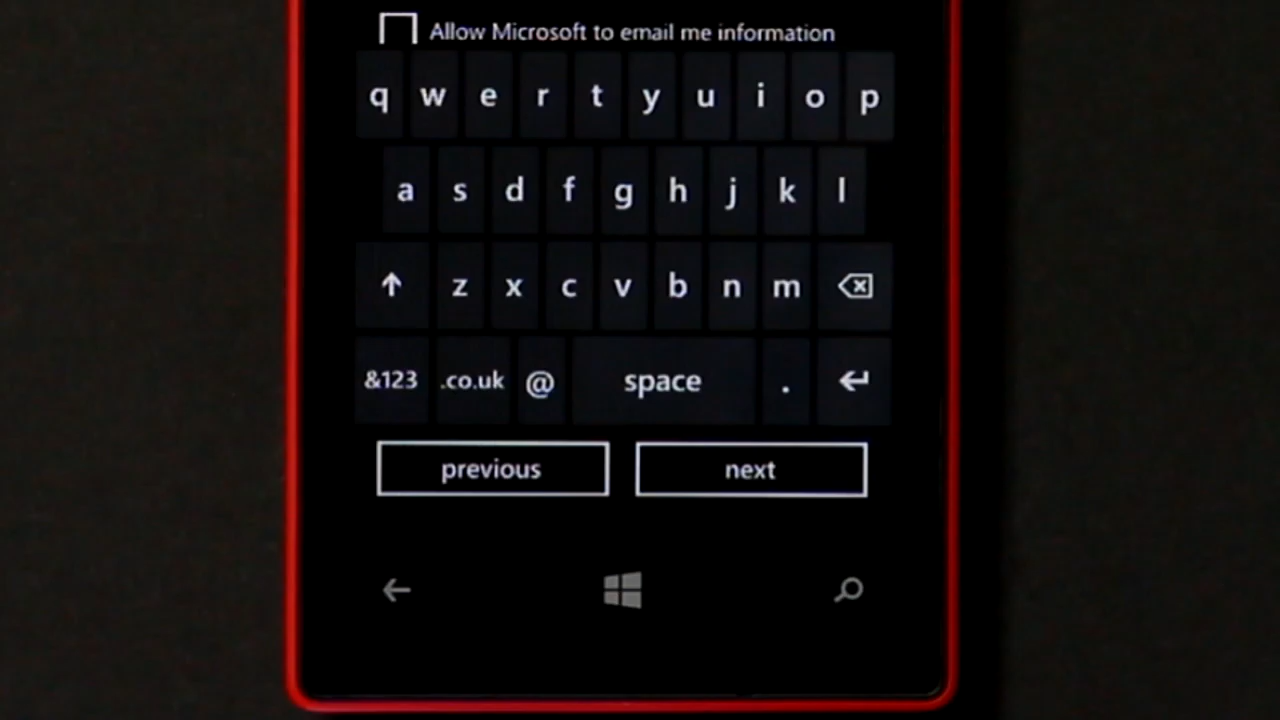 Allow Microsoft to email me information
q w e r t y u i o p
a s d f g h j k l
z x c v b n m
&123 .co.uk @ space .
previous next